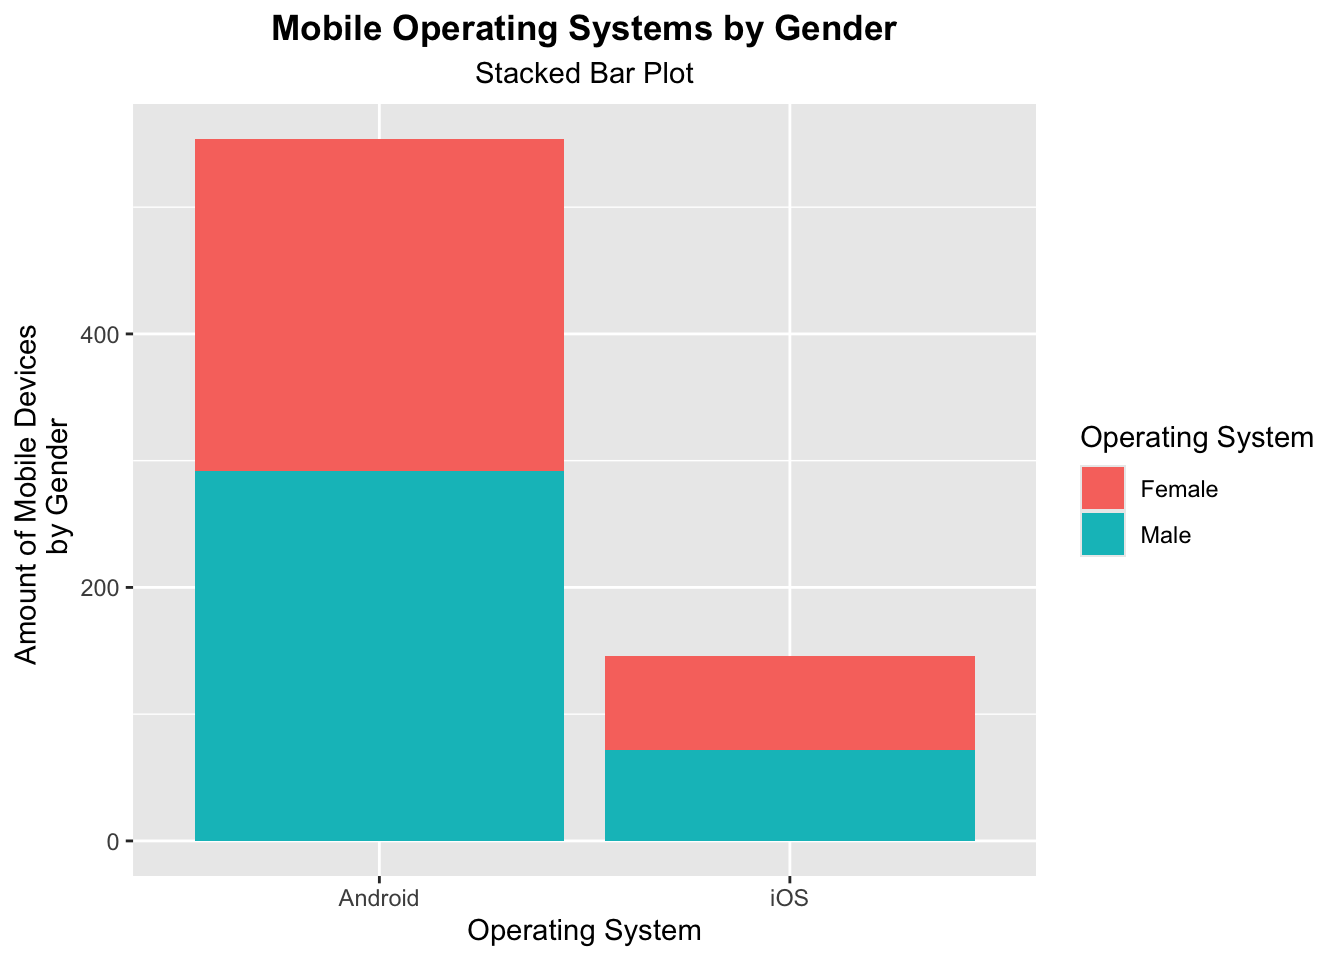 Mobile Operating Systems by Gender
Stacked Bar Plot
Amount of Mobile Devices
by Gender
400
200
0
Android
iOS
Operating System
Operating System
Female
Male